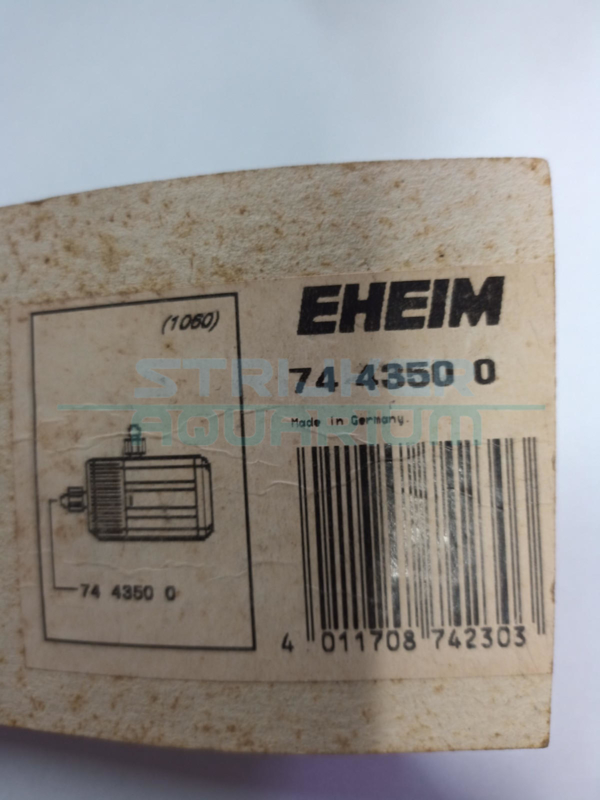 (1060)
EHEIM
74 4350 0
STRIKER
AQUARIUM
Made in Germany.
74 4350 0
4 011708 742303